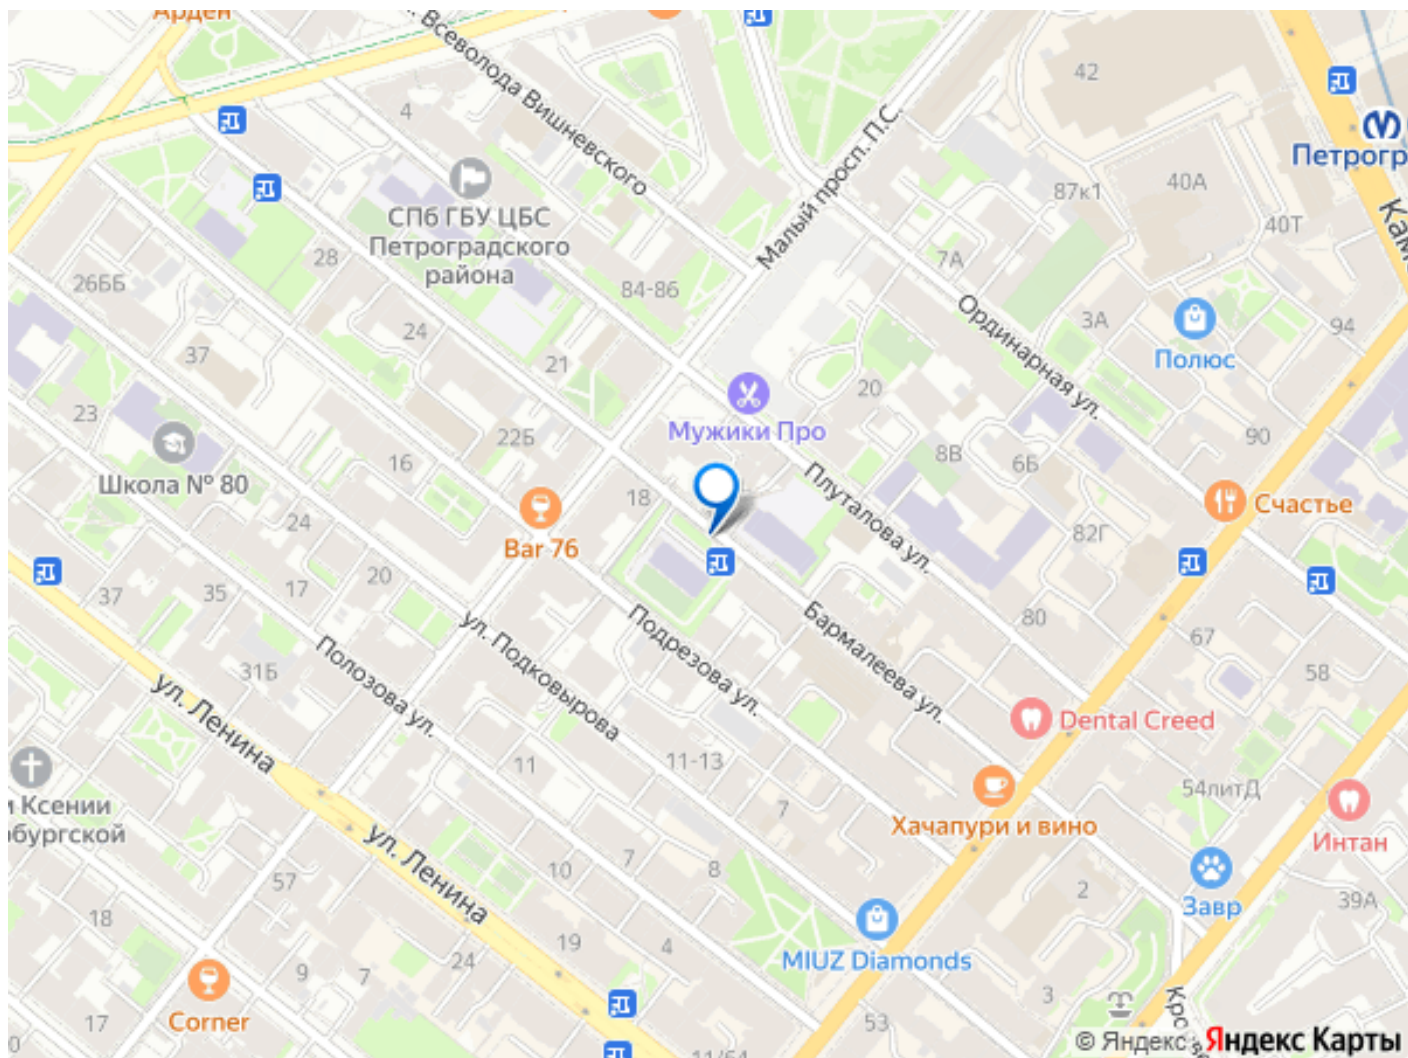 Арден
Всеволода Вишневского
4
42
Петрогр
СПб ГБУ ЦБС
Петроградского
района
Малый просп. П.С.
87к1
40А
40Т
28
26ББ
84-86
7А
Ординарная ул.
3А
94
Полюс
24
37
21
20
Мужики Про
23
22Б
90
Школа № 80
16
18
8В
6Б
Плуталова ул.
Счастье
Bar 76
24
82Г
37
35
17
20
80
67
58
31Б
Полозова ул.
ул. Подковырова
Подрезова ул.
Бармалеева ул.
ул. Ленина
Dental Creed
и Ксении
рбургской
11
11-13
7
54литД
Хачапури и вино
Интан
ул. Ленина
57
10
7
8
2
Завр
39А
18
19
4
24
MIUZ Diamonds
9
7
3
Corner
17
53
© Яндекс Яндекс Карты